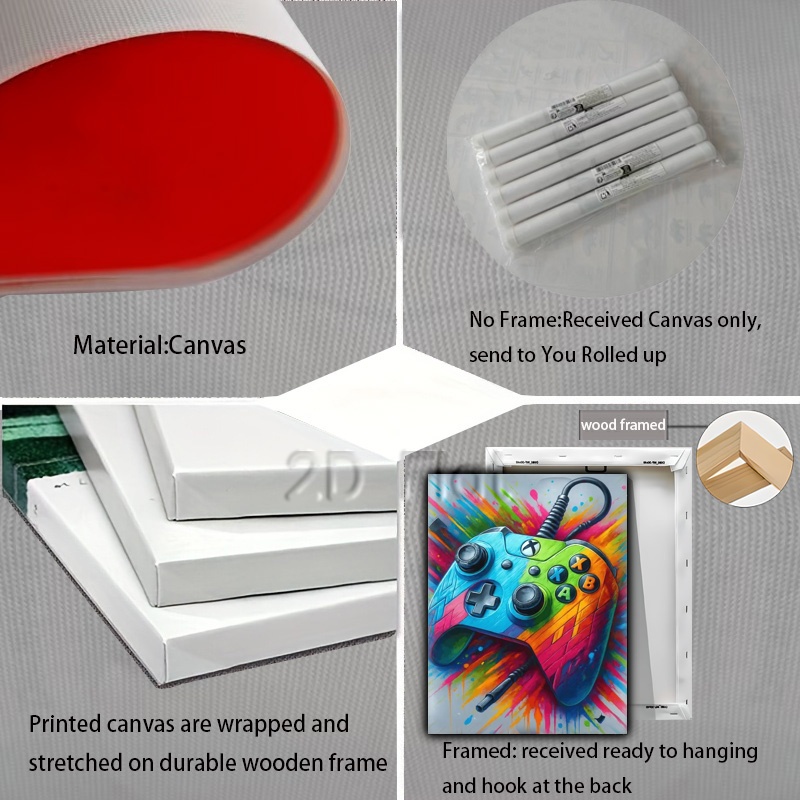 Material:Canvas
No Frame:Received Canvas only,
send to You Rolled up
2D
wood framed
X
X
B
A
Printed canvas are wrapped and
stretched on durable wooden frame
Framed: received ready to hanging
and hook at the back